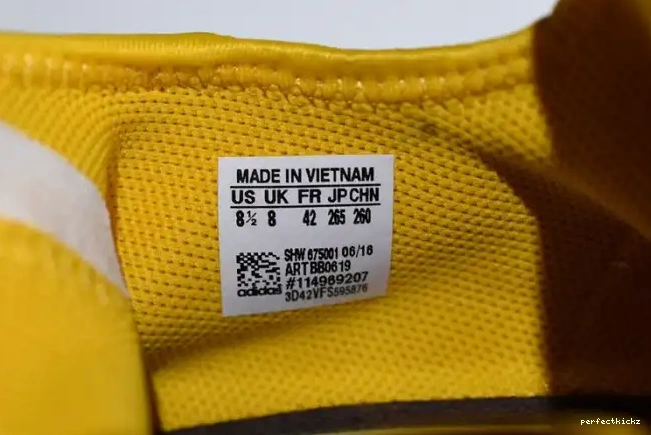 MADE IN VIETNAM
US UK FR JP CHN
8½ 8 42 265 260
SHW 675001 06/16
ART BB0619
#114969207
adidas 3D42VFS595876
perfectkickz